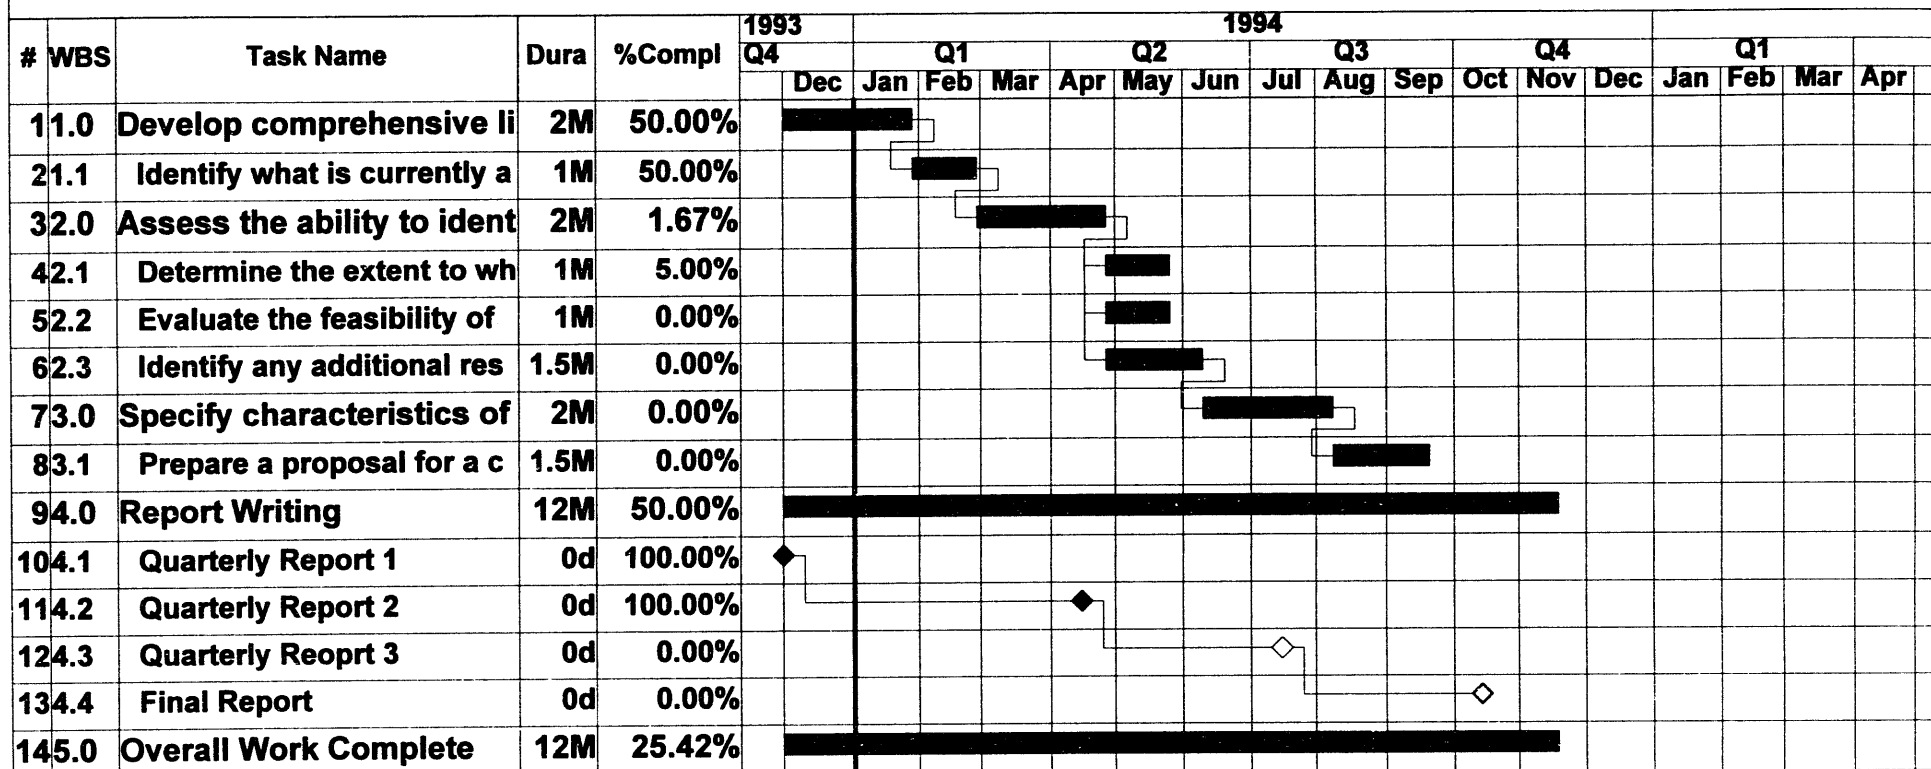 1993 1994
# WBS Task Name Dura %Compl Q4 Q1 Q2 Q3 Q4 Q1
Dec Jan Feb Mar Apr May Jun Jul Aug Sep Oct Nov Dec Jan Feb Mar Apr
1 1.0 Develop comprehensive li 2M 50.00%
2 1.1 Identify what is currently a 1M 50.00%
3 2.0 Assess the ability to ident 2M 1.67%
4 2.1 Determine the extent to wh 1M 5.00%
5 2.2 Evaluate the feasibility of 1M 0.00%
6 2.3 Identify any additional res 1.5M 0.00%
7 3.0 Specify characteristics of 2M 0.00%
8 3.1 Prepare a proposal for a c 1.5M 0.00%
9 4.0 Report Writing 12M 50.00%
10 4.1 Quarterly Report 1 0d 100.00%
11 4.2 Quarterly Report 2 0d 100.00%
12 4.3 Quarterly Reoprt 3 0d 0.00%
13 4.4 Final Report 0d 0.00%
14 5.0 Overall Work Complete 12M 25.42%